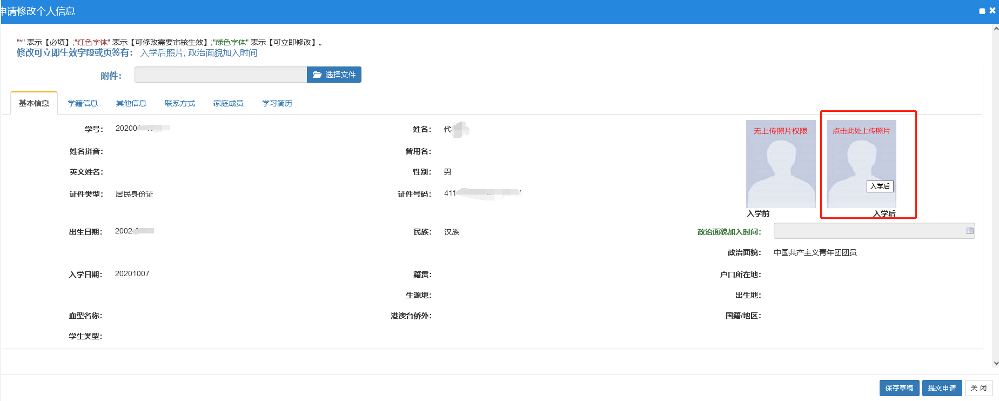 申请修改个人信息
"*" 表示【必填】;"红色字体" 表示【可修改需要审核生效】;"绿色字体" 表示【可立即修改】。
修改可立即生效字段或页签有： 入学后照片, 政治面貌加入时间
附件： 选择文件
基本信息 学籍信息 其他信息 联系方式 家庭成员 学习简历
学号： 20200 姓名： 代
无上传照片权限 点击此处上传照片
姓名拼音： 曾用名：
英文姓名： 性别： 男
入学后
证件类型： 居民身份证 证件号码： 411
入学前 入学后
出生日期： 2002- 民族： 汉族 政治面貌加入时间：
政治面貌： 中国共产主义青年团团员
入学日期： 20201007 籍贯： 户口所在地：
生源地： 出生地：
血型名称： 港澳台侨外： 国籍/地区：
学生类型：
保存草稿 提交申请 关 闭